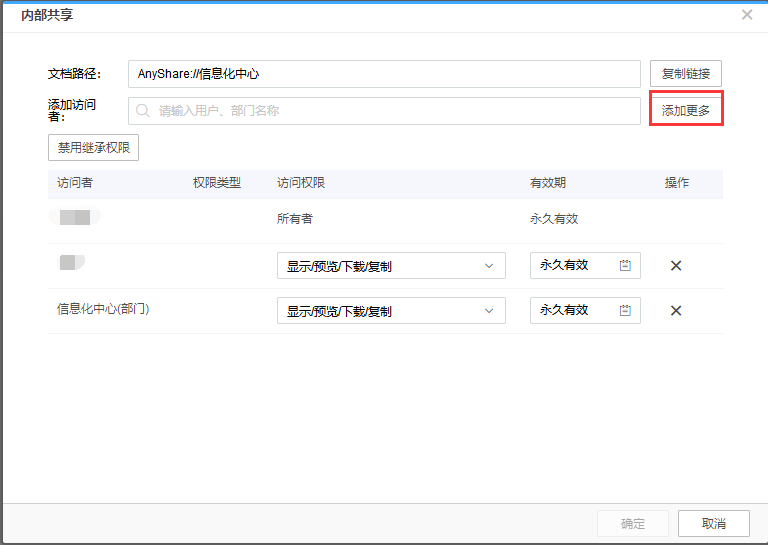 内部共享
文档路径： AnyShare://信息化中心 复制链接
添加访问者： 请输入用户、部门名称 添加更多
禁用继承权限
访问者 权限类型 访问权限 有效期 操作
所有者 永久有效
显示/预览/下载/复制 永久有效
信息化中心(部门) 显示/预览/下载/复制 永久有效
确定 取消